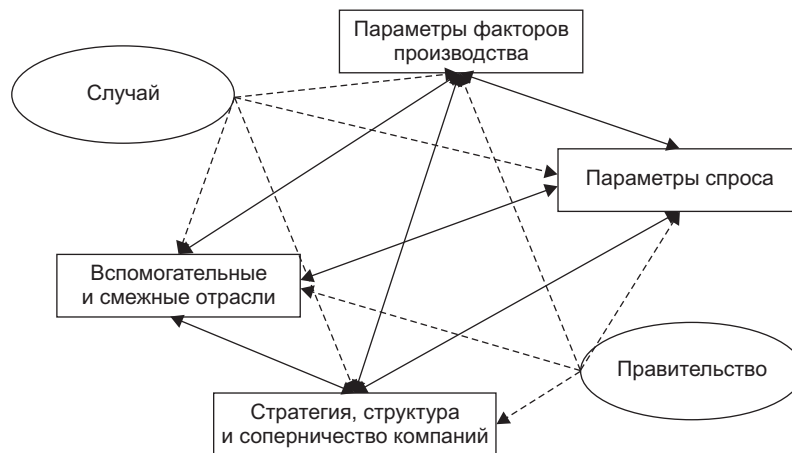 Параметры факторов
производства
Случай
Параметры спроса
Вспомогательные
и смежные отрасли
Правительство
Стратегия, структура
и соперничество компаний